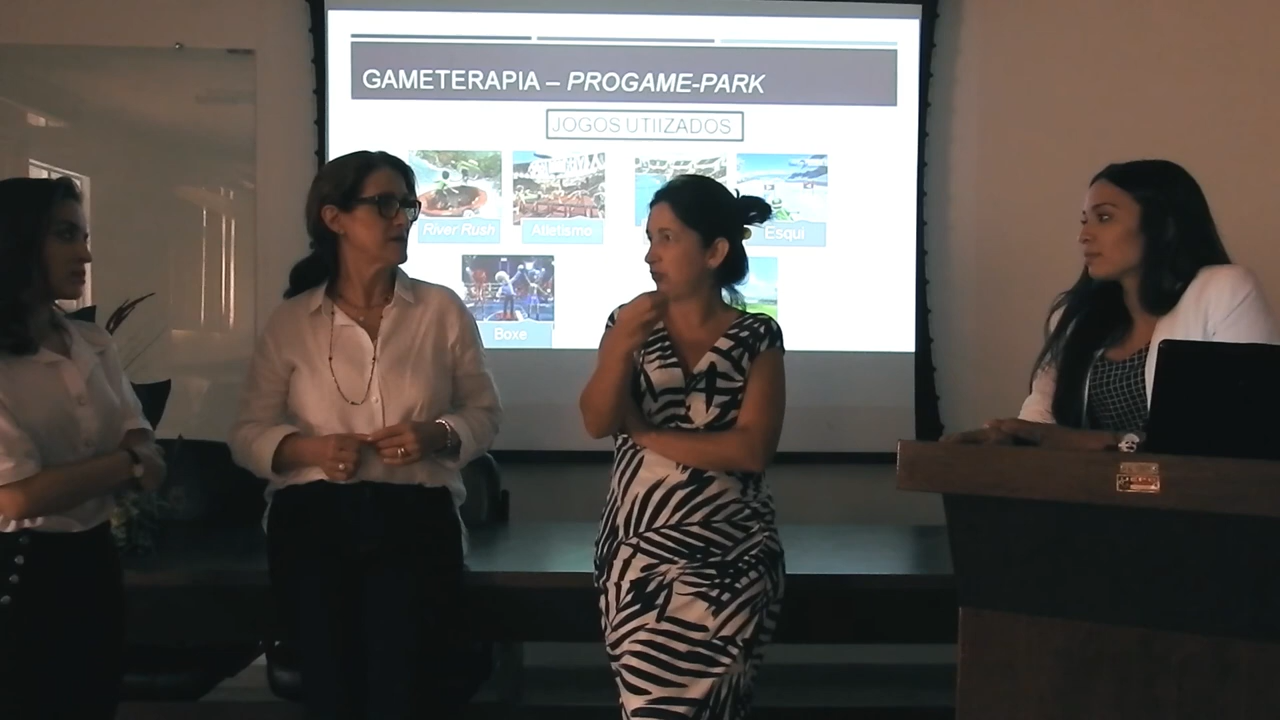 GAMETERAPIA – PROGAME-PARK
JOGOS UTIIZADOS
River Rush
Atletismo
Esqui
Boxe